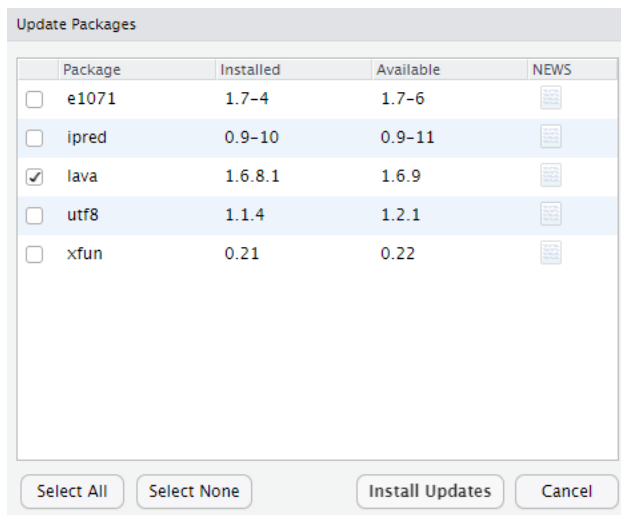 Update Packages
Package Installed Available NEWS
e1071 1.7-4 1.7-6
ipred 0.9-10 0.9-11
lava 1.6.8.1 1.6.9
utf8 1.1.4 1.2.1
xfun 0.21 0.22
Select All Select None Install Updates Cancel